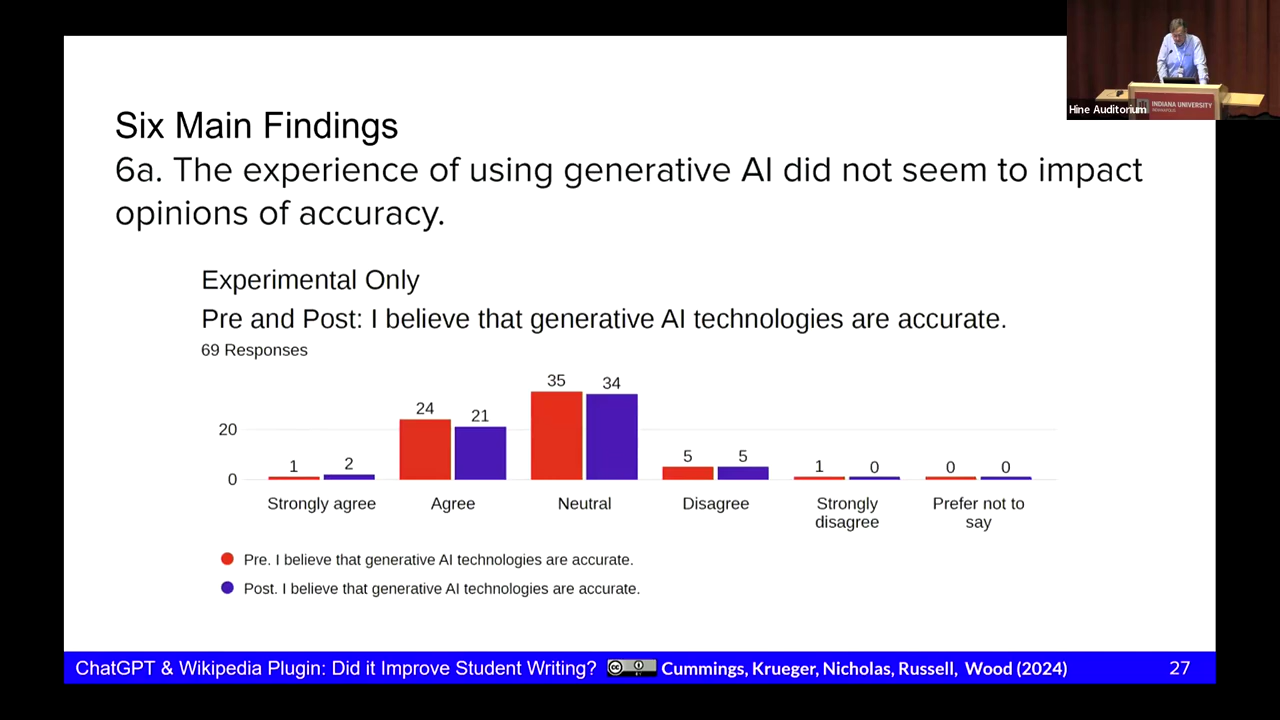 Hine Auditorium
INDIANA UNIVERSITY
INDIANAPOLIS
Six Main Findings
6a. The experience of using generative AI did not seem to impact
opinions of accuracy.
Experimental Only
Pre and Post: I believe that generative AI technologies are accurate.
69 Responses
20
0
1
2
24
21
35
34
5
5
1
0
0
0
Strongly agree
Agree
Neutral
Disagree
Strongly
disagree
Prefer not to
say
Pre. I believe that generative AI technologies are accurate.
Post. I believe that generative AI technologies are accurate.
ChatGPT & Wikipedia Plugin: Did it Improve Student Writing? cc Cummings, Krueger, Nicholas, Russell, Wood (2024) 27